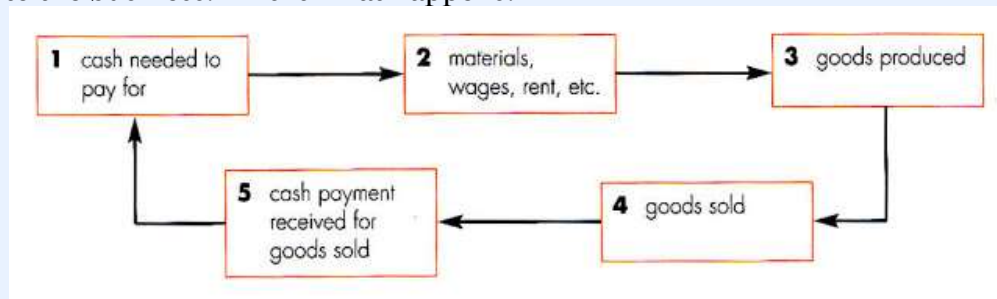 1 cash needed to
pay for
2 materials,
wages, rent, etc.
3 goods produced
4 goods sold
5 cash payment
received for
goods sold